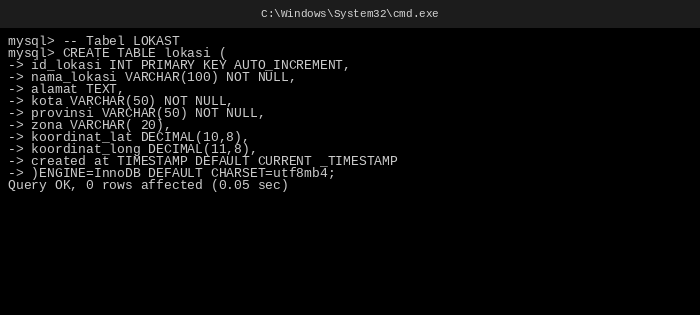 C:\Windows\System32\cmd.exe
mysql> -- Tabel LOKAST
mysql> CREATE TABLE lokasi (
-> id_lokasi INT PRIMARY KEY AUTO_INCREMENT,
-> nama_lokasi VARCHAR(100) NOT NULL,
-> alamat TEXT,
-> kota VARCHAR(50) NOT NULL,
-> provinsi VARCHAR(50) NOT NULL,
-> zona VARCHAR( 20),
-> koordinat_lat DECIMAL(10,8),
-> koordinat_long DECIMAL(11,8),
-> created at TIMESTAMP DEFAULT CURRENT _TIMESTAMP
-> )ENGINE=InnoDB DEFAULT CHARSET=utf8mb4;
Query OK, 0 rows affected (0.05 sec)